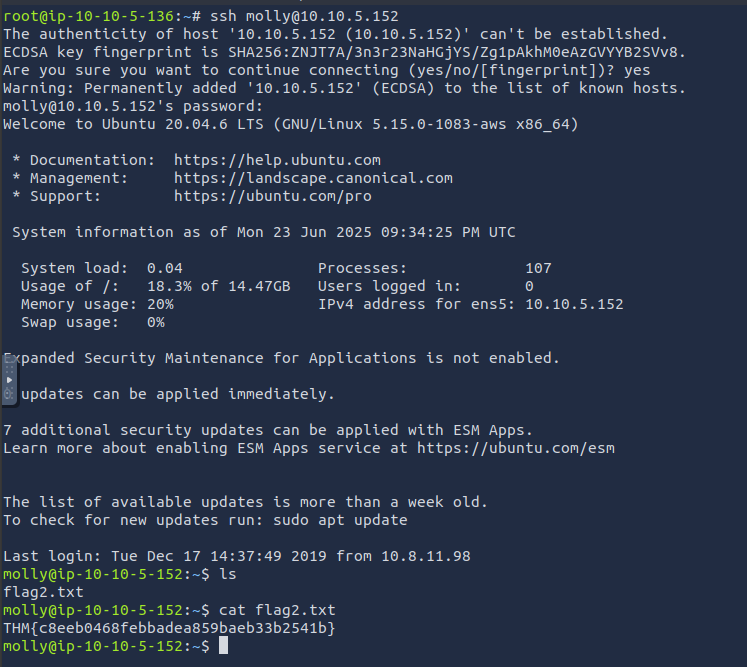 root@ip-10-10-5-136:~# ssh molly@10.10.5.152
The authenticity of host '10.10.5.152 (10.10.5.152)' can't be established.
ECDSA key fingerprint is SHA256:ZNJT7A/3n3r23NaHGjYS/Zg1pAkhM0eAzGVYYB2SVv8.
Are you sure you want to continue connecting (yes/no/[fingerprint])? yes
Warning: Permanently added '10.10.5.152' (ECDSA) to the list of known hosts.
molly@10.10.5.152's password:
Welcome to Ubuntu 20.04.6 LTS (GNU/Linux 5.15.0-1083-aws x86_64)
* Documentation:  https://help.ubuntu.com
* Management:     https://landscape.canonical.com
* Support:        https://ubuntu.com/pro
System information as of Mon 23 Jun 2025 09:34:25 PM UTC
System load:  0.04               Processes:             107
Usage of /:   18.3% of 14.47GB   Users logged in:       0
Memory usage: 20%                IPv4 address for ens5: 10.10.5.152
Swap usage:   0%
Expanded Security Maintenance for Applications is not enabled.
updates can be applied immediately.
7 additional security updates can be applied with ESM Apps.
Learn more about enabling ESM Apps service at https://ubuntu.com/esm
The list of available updates is more than a week old.
To check for new updates run: sudo apt update
Last login: Tue Dec 17 14:37:49 2019 from 10.8.11.98
molly@ip-10-10-5-152:~$ ls
flag2.txt
molly@ip-10-10-5-152:~$ cat flag2.txt
THM{c8eeb0468febbadea859baeb33b2541b}
molly@ip-10-10-5-152:~$